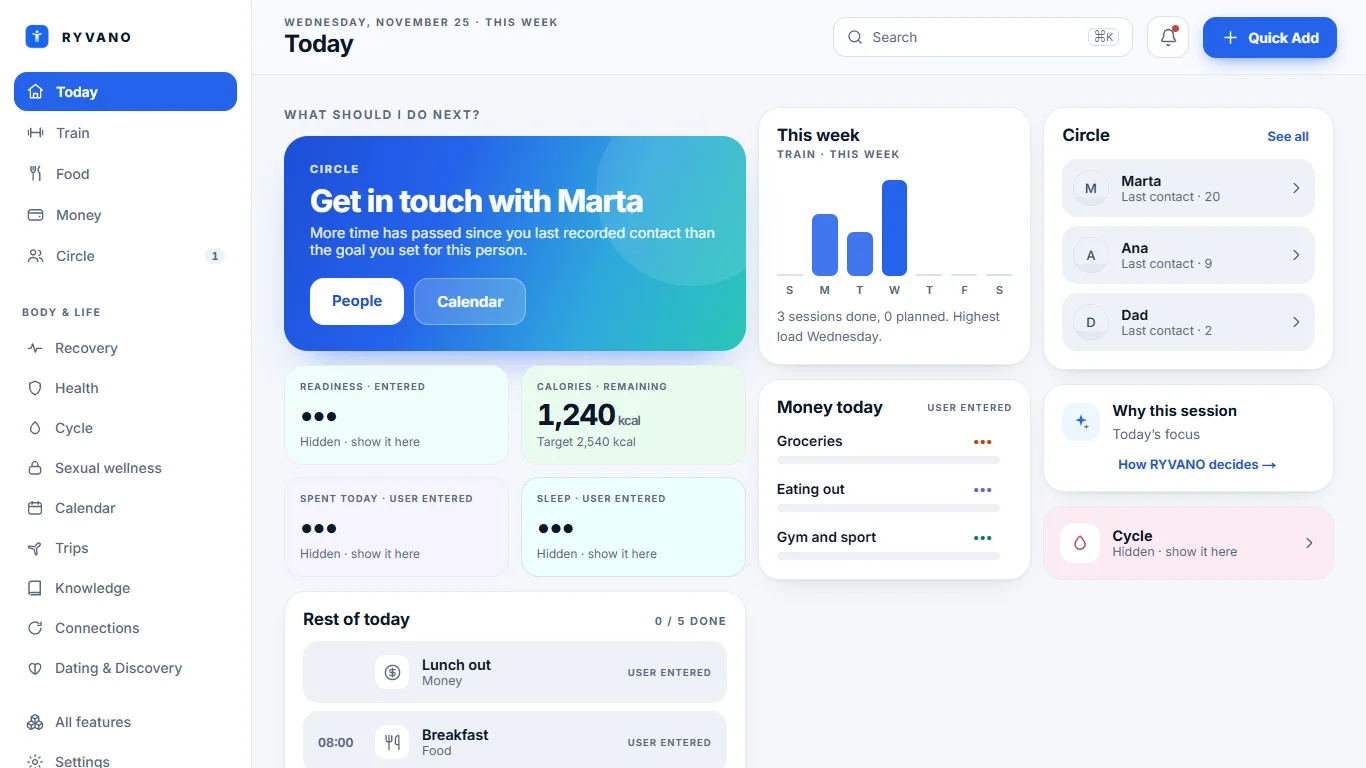 RYVANO
Today
Train
Food
Money
Circle
1
BODY & LIFE
Recovery
Health
Cycle
Sexual wellness
Calendar
Trips
Knowledge
Connections
Dating & Discovery
All features
Settings
WEDNESDAY, NOVEMBER 25 · THIS WEEK
Today
Search
⌘K
Quick Add
WHAT SHOULD I DO NEXT?
CIRCLE
Get in touch with Marta
More time has passed since you last recorded contact than
the goal you set for this person.
People
Calendar
READINESS · ENTERED
•••
Hidden · show it here
CALORIES · REMAINING
1,240 kcal
Target 2,540 kcal
SPENT TODAY · USER ENTERED
•••
Hidden · show it here
SLEEP · USER ENTERED
•••
Hidden · show it here
Rest of today
0 / 5 DONE
Lunch out
Money
USER ENTERED
08:00
Breakfast
Food
USER ENTERED
This week
TRAIN · THIS WEEK
S M T W T F S
3 sessions done, 0 planned. Highest
load Wednesday.
Money today
USER ENTERED
Groceries
•••
Eating out
•••
Gym and sport
•••
Circle
See all
M
Marta
Last contact · 20
A
Ana
Last contact · 9
D
Dad
Last contact · 2
Why this session
Today's focus
How RYVANO decides →
Cycle
Hidden · show it here